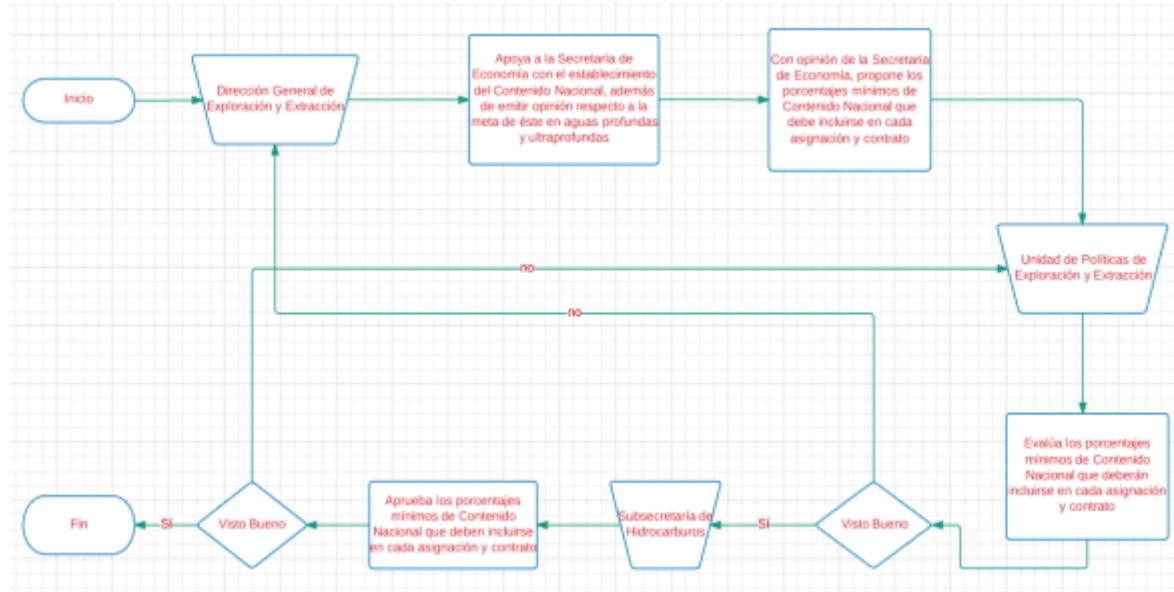 Inicio
Dirección General de
Exploración y Extracción
Apoya a la Secretaría de
Economía con el establecimiento
del Contenido Nacional, además
de emitir opinión respecto a la
meta de éste en aguas profundas
y ultraprofundas
Con opinión de la Secretaría
de Economía, propone los
porcentajes mínimos de
Contenido Nacional que
debe incluirse en cada
asignación y contrato
Unidad de Políticas de
Exploración y Extracción
no
no
Evalúa los porcentajes
mínimos de Contenido
Nacional que deberán
incluirse en cada asignación
y contrato
Visto Bueno
Sí
Subsecretaría de
Hidrocarburos
Aprueba los porcentajes
mínimos de Contenido
Nacional que deben incluirse
en cada asignación y contrato
Visto Bueno
Sí
Fin